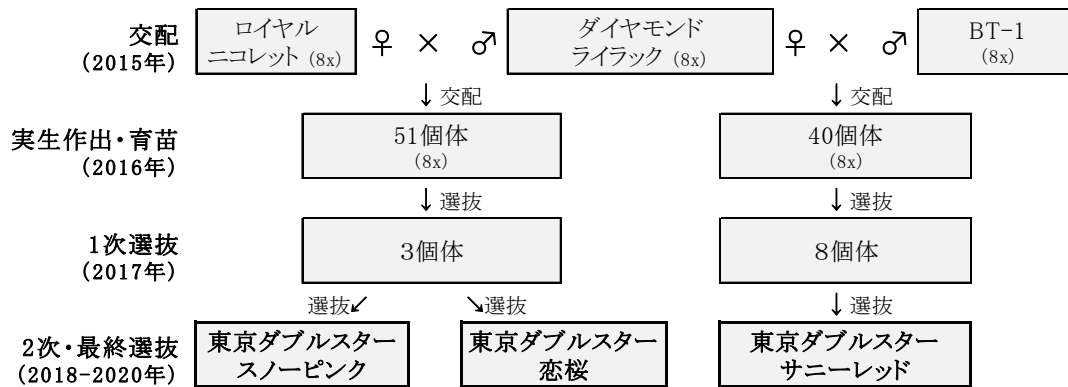 交配
(2015年)
ロイヤル
ニコレット (8x)
♀ × ♂
ダイヤモンド
ライラック (8x)
♀ × ♂
BT-1
(8x)
↓交配
↓交配
実生作出・育苗
(2016年)
51個体
(8x)
40個体
(8x)
↓選抜
↓選抜
1次選抜
(2017年)
3個体
8個体
選抜↙
↘選抜
↓選抜
2次・最終選抜
(2018-2020年)
東京ダブルスター
スノーピンク
東京ダブルスター
恋桜
東京ダブルスター
サニーレッド